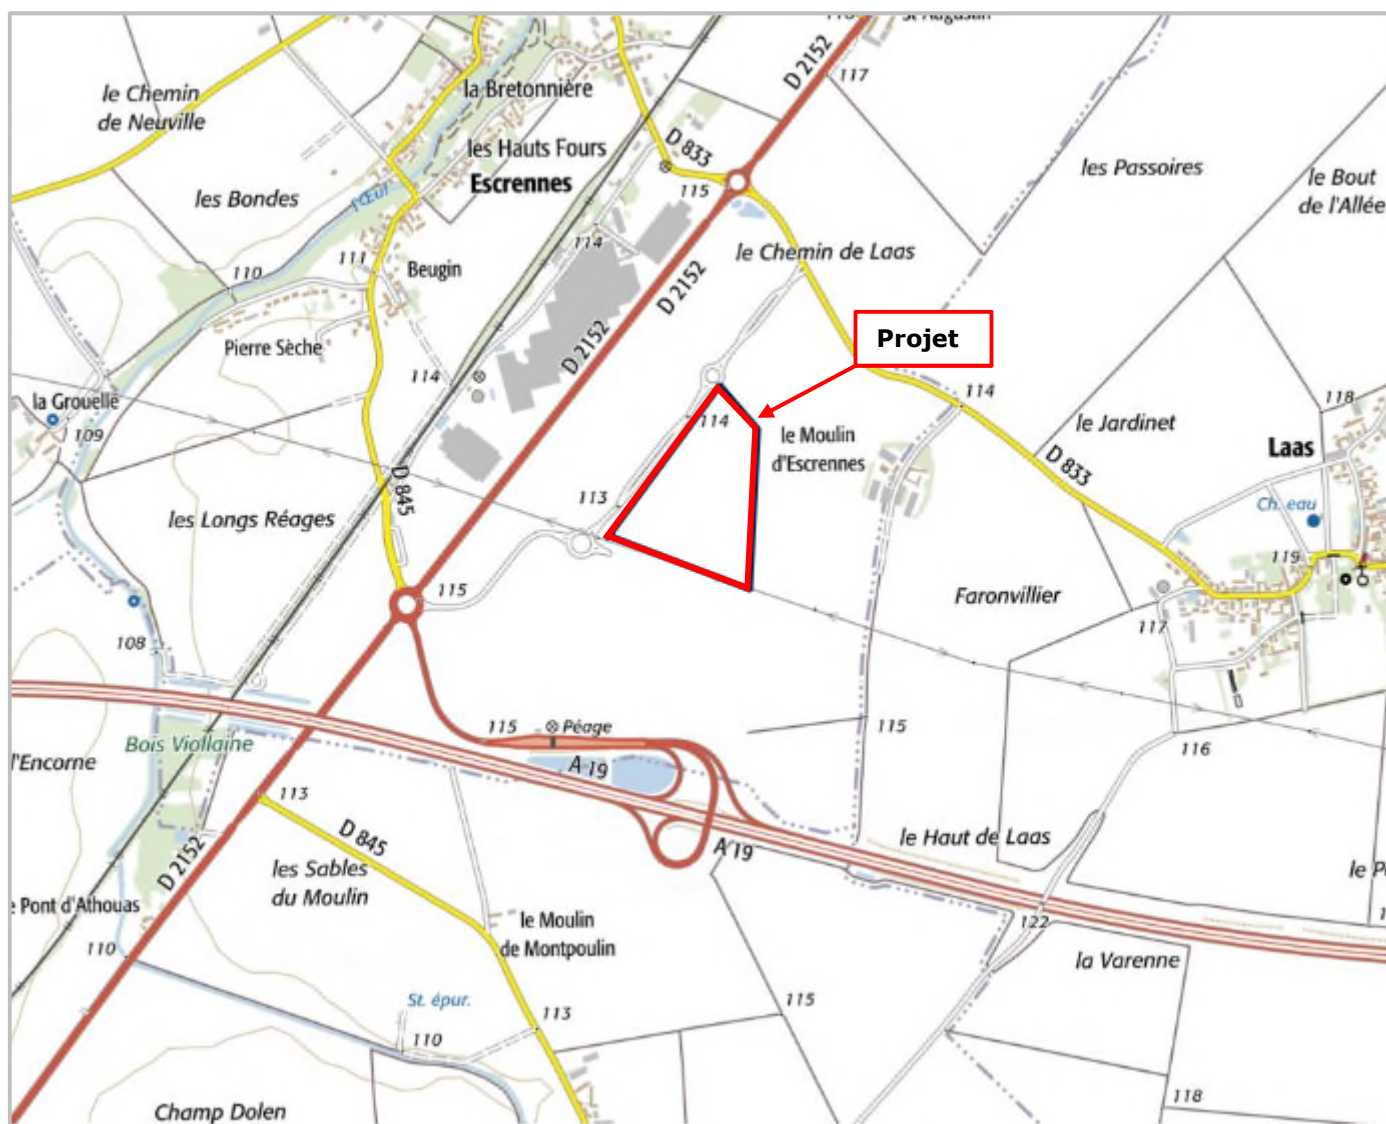 118
St Augustin
D 2152
117
le Chemin
de Neuville
la Bretonnière
les Hauts Fours
Escrennes
D 833
115
les Passoires
le Bout
de l'Allée
les Bondes
l'Œuf
114
le Chemin de Laas
111
110
Beugin
D 2152
D 2152
Projet
Pierre Sèche
114
la Grouelle
109
114
le Moulin
d'Escrennes
114
118
le Jardinet
Laas
D 833
D 845
113
les Longs Réages
Ch. eau
119
115
Faronvillier
117
108
115
116
115
Péage
A 19
Bois Viollaine
l'Encorne
113
D 845
D 2152
les Sables
du Moulin
A 19
le Haut de Laas
Pont d'Athouas
110
le Moulin
de Montpoulin
122
la Varenne
St. épur.
110
113
115
118
Champ Dolen